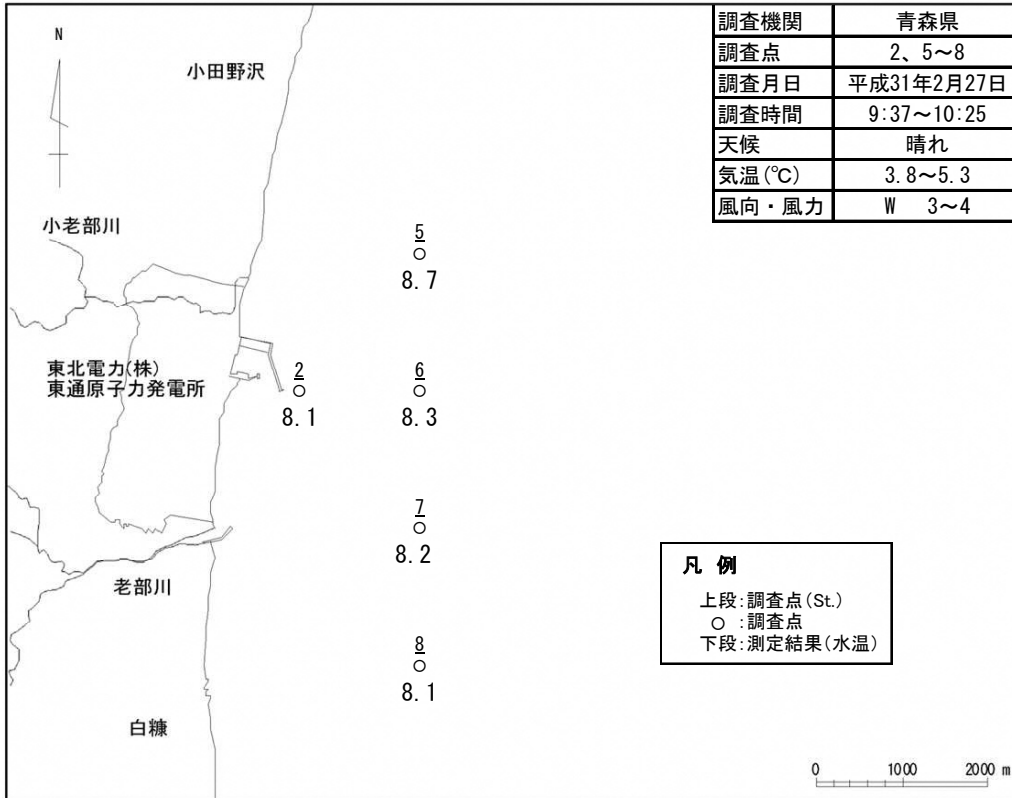 調査機関 青森県
調査点 2、5～8
調査月日 平成31年2月27日
調査時間 9:37～10:25
天候 晴れ
気温(℃) 3.8～5.3
風向・風力 W 3～4
N
小田野沢
小老部川
5
8.7
東北電力(株)
東通原子力発電所
2
8.1
6
8.3
7
8.2
老部川
8
8.1
白糠
凡 例
上段:調査点(St.)
○ :調査点
下段:測定結果(水温)
0 1000 2000 m